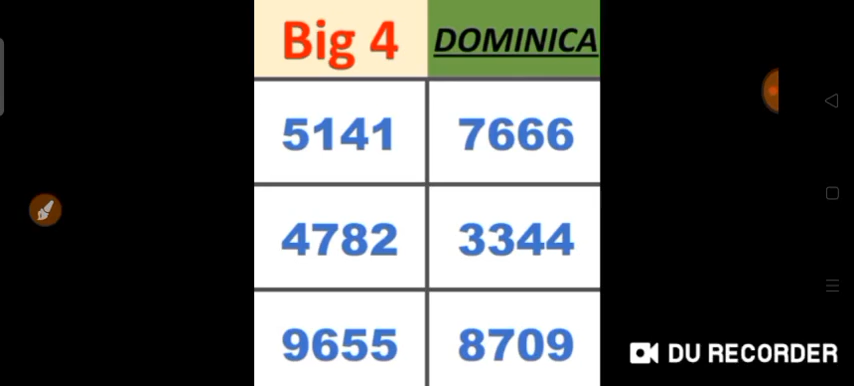 Big 4 DOMINICA
5141 7666
4782 3344
9655 8709
DU RECORDER